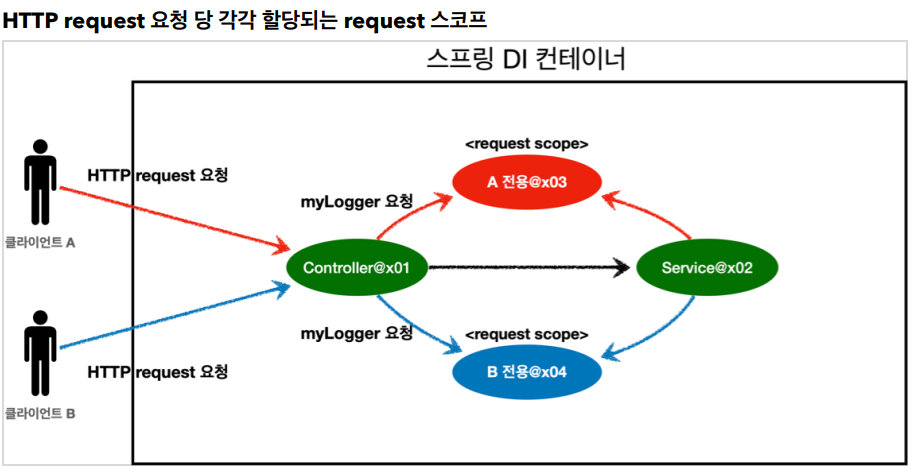 HTTP request 요청 당 각각 할당되는 request 스코프
스프링 DI 컨테이너
<request scope>
A 전용@x03
HTTP request 요청
myLogger 요청
클라이언트 A
Controller@x01
Service@x02
myLogger 요청
<request scope>
B 전용@x04
HTTP request 요청
클라이언트 B